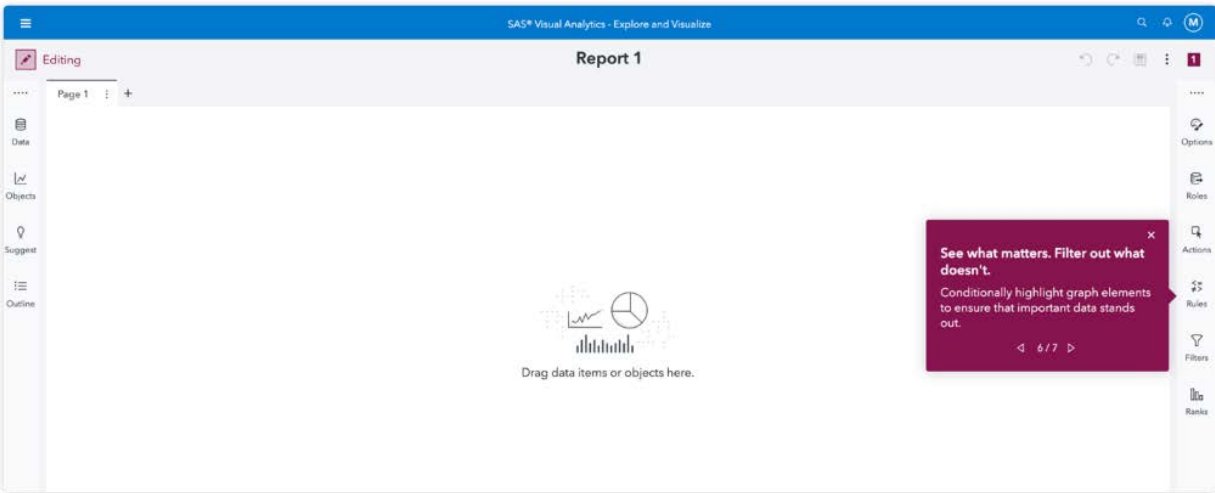 SAS® Visual Analytics - Explore and Visualize
M
Editing
Report 1
1
Page 1
Data
Objects
Suggest
Outline
Drag data items or objects here.
See what matters. Filter out what
doesn't.
Conditionally highlight graph elements
to ensure that important data stands
out.
6/7
Options
Roles
Actions
Rules
Filters
Ranks